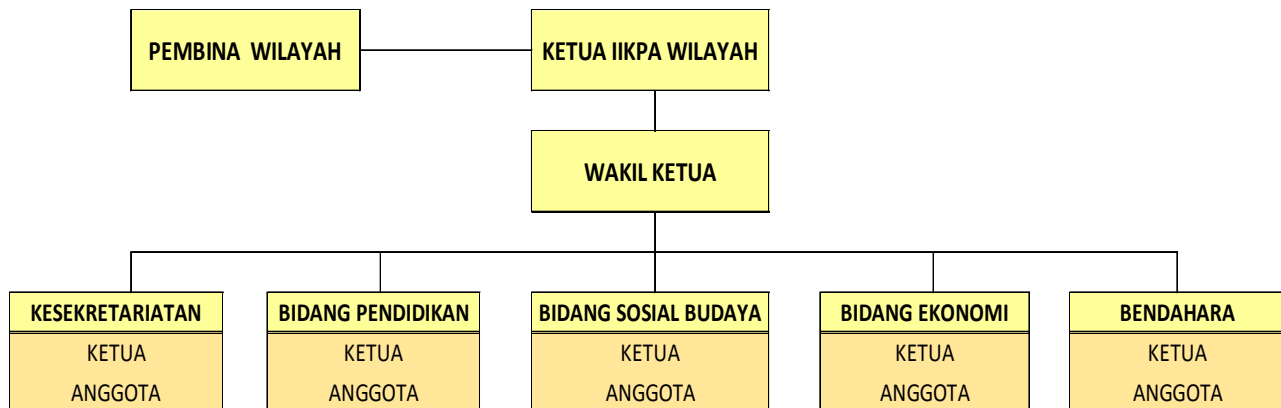 PEMBINA WILAYAH
KETUA IIKPA WILAYAH
WAKIL KETUA
KESEKRETARIATAN
KETUA
ANGGOTA
BIDANG PENDIDIKAN
KETUA
ANGGOTA
BIDANG SOSIAL BUDAYA
KETUA
ANGGOTA
BIDANG EKONOMI
KETUA
ANGGOTA
BENDAHARA
KETUA
ANGGOTA